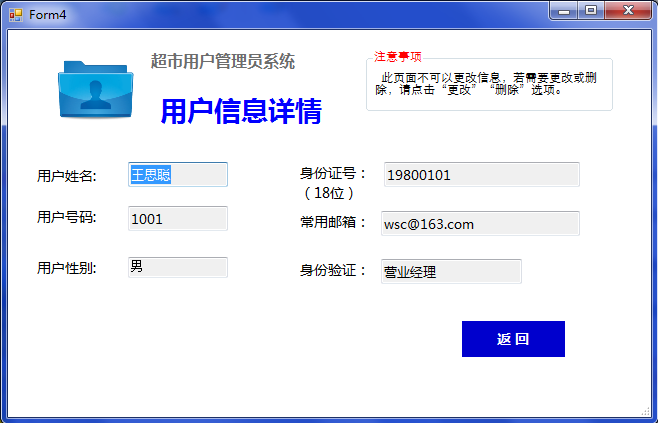 Form4
超市用户管理员系统
用户信息详情
注意事项
此页面不可以更改信息，若需要更改或删
除，请点击“更改”“删除”选项。
用户姓名:
王思聪
身份证号：
19800101
（18位）
用户号码:
1001
常用邮箱：
wsc@163.com
用户性别:
男
身份验证：
营业经理
返 回